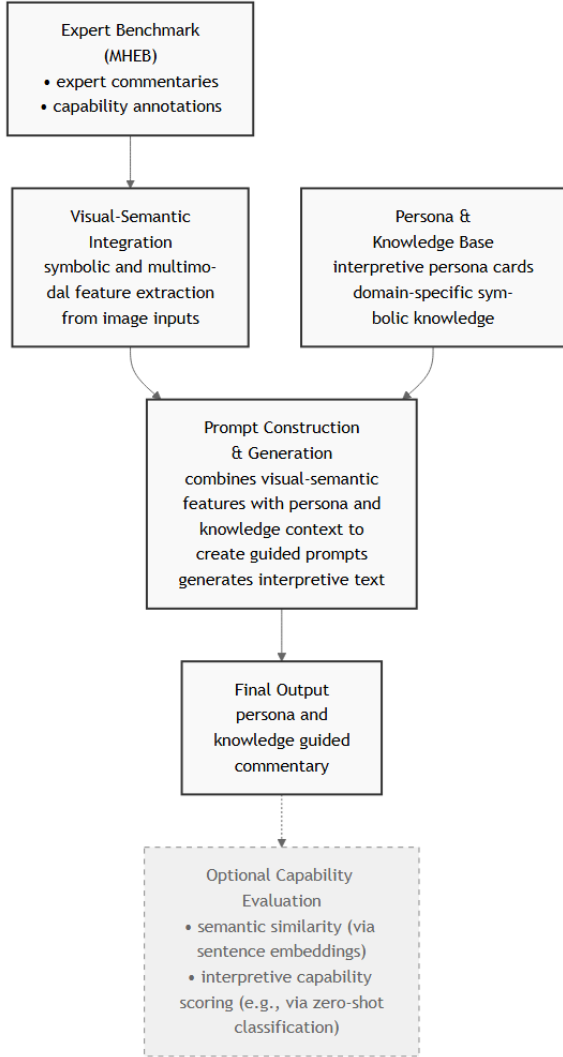 Expert Benchmark
(MHEB)
• expert commentaries
• capability annotations
Visual-Semantic
Integration
symbolic and multimo-
dal feature extraction
from image inputs
Persona &
Knowledge Base
interpretive persona cards
domain-specific sym-
bolic knowledge
Prompt Construction
& Generation
combines visual-semantic
features with persona and
knowledge context to
create guided prompts
generates interpretive text
Final Output
persona and
knowledge guided
commentary
Optional Capability
Evaluation
• semantic similarity (via
sentence embeddings)
• interpretive capability
scoring (e.g., via zero-shot
classification)